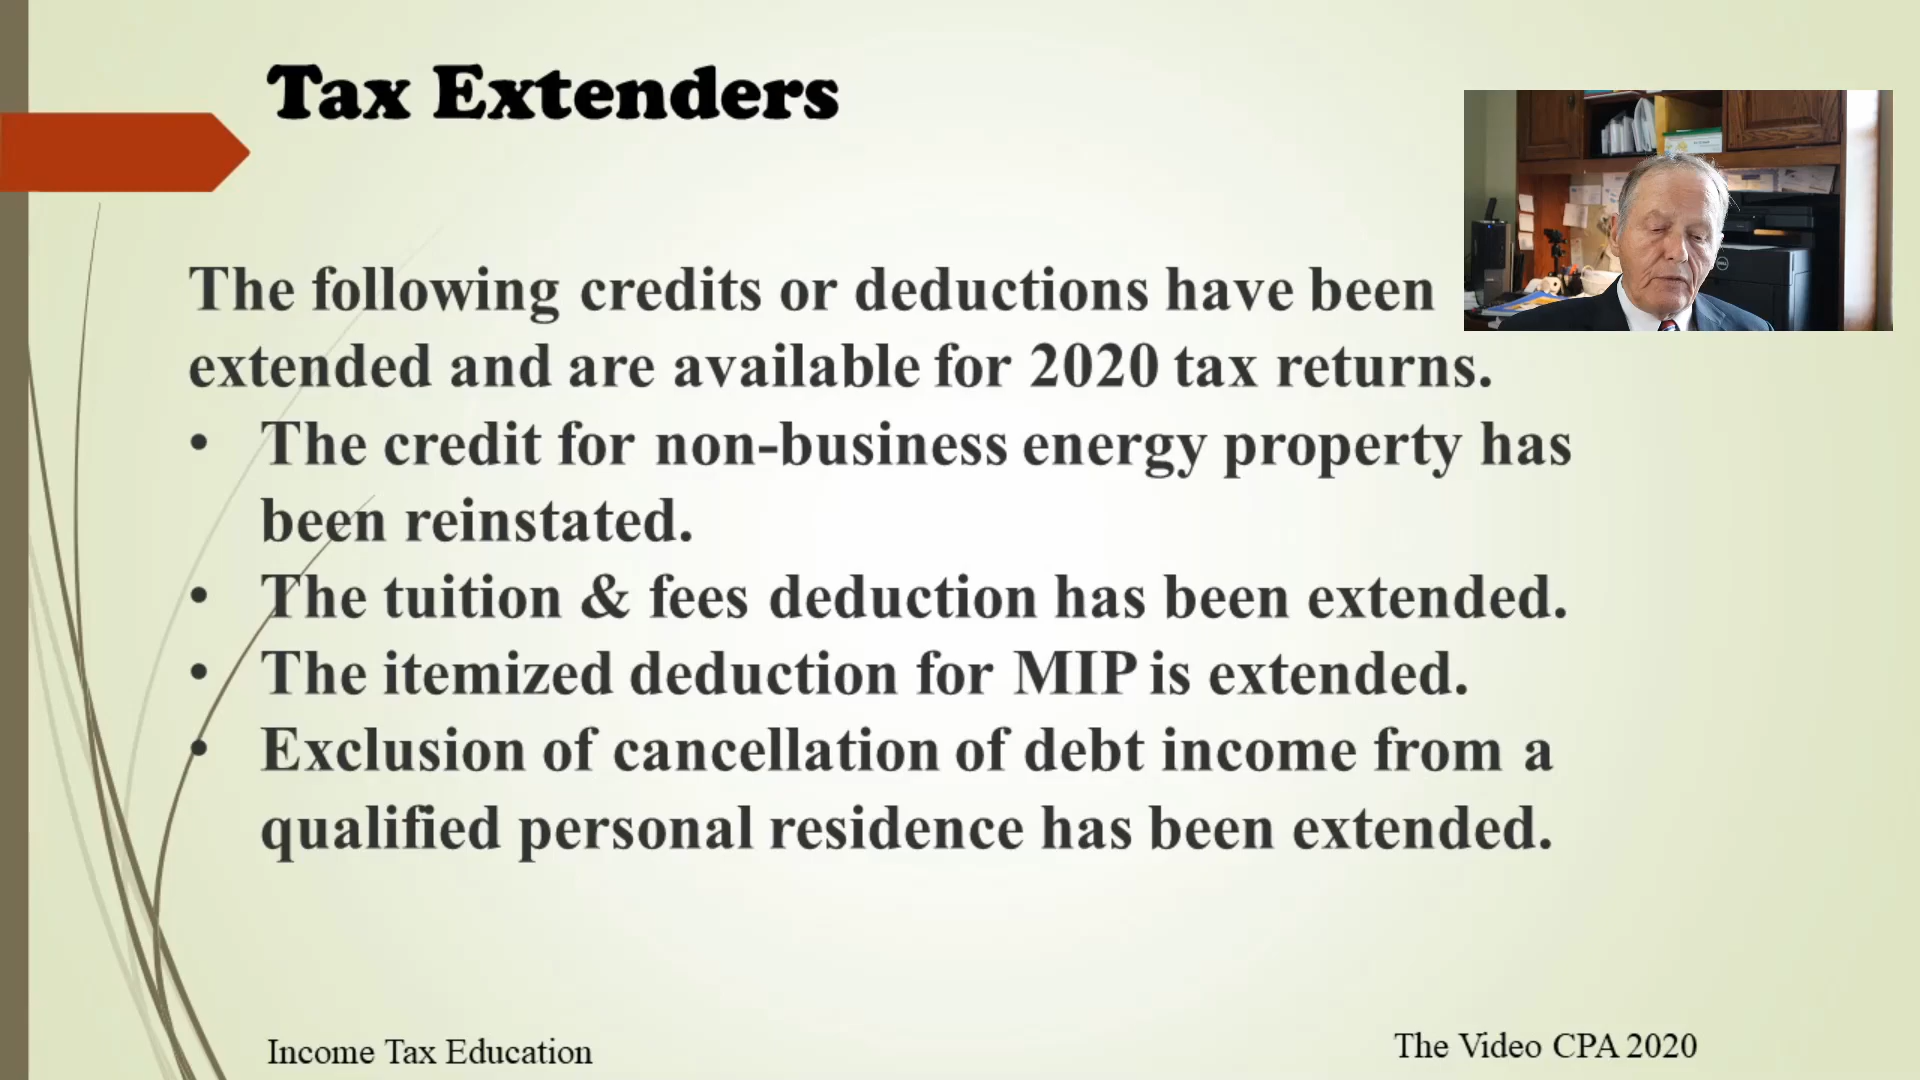 Tax Extenders
The following credits or deductions have been
extended and are available for 2020 tax returns.
• The credit for non-business energy property has
been reinstated.
• The tuition & fees deduction has been extended.
• The itemized deduction for MIP is extended.
• Exclusion of cancellation of debt income from a
qualified personal residence has been extended.
Income Tax Education
The Video CPA 2020